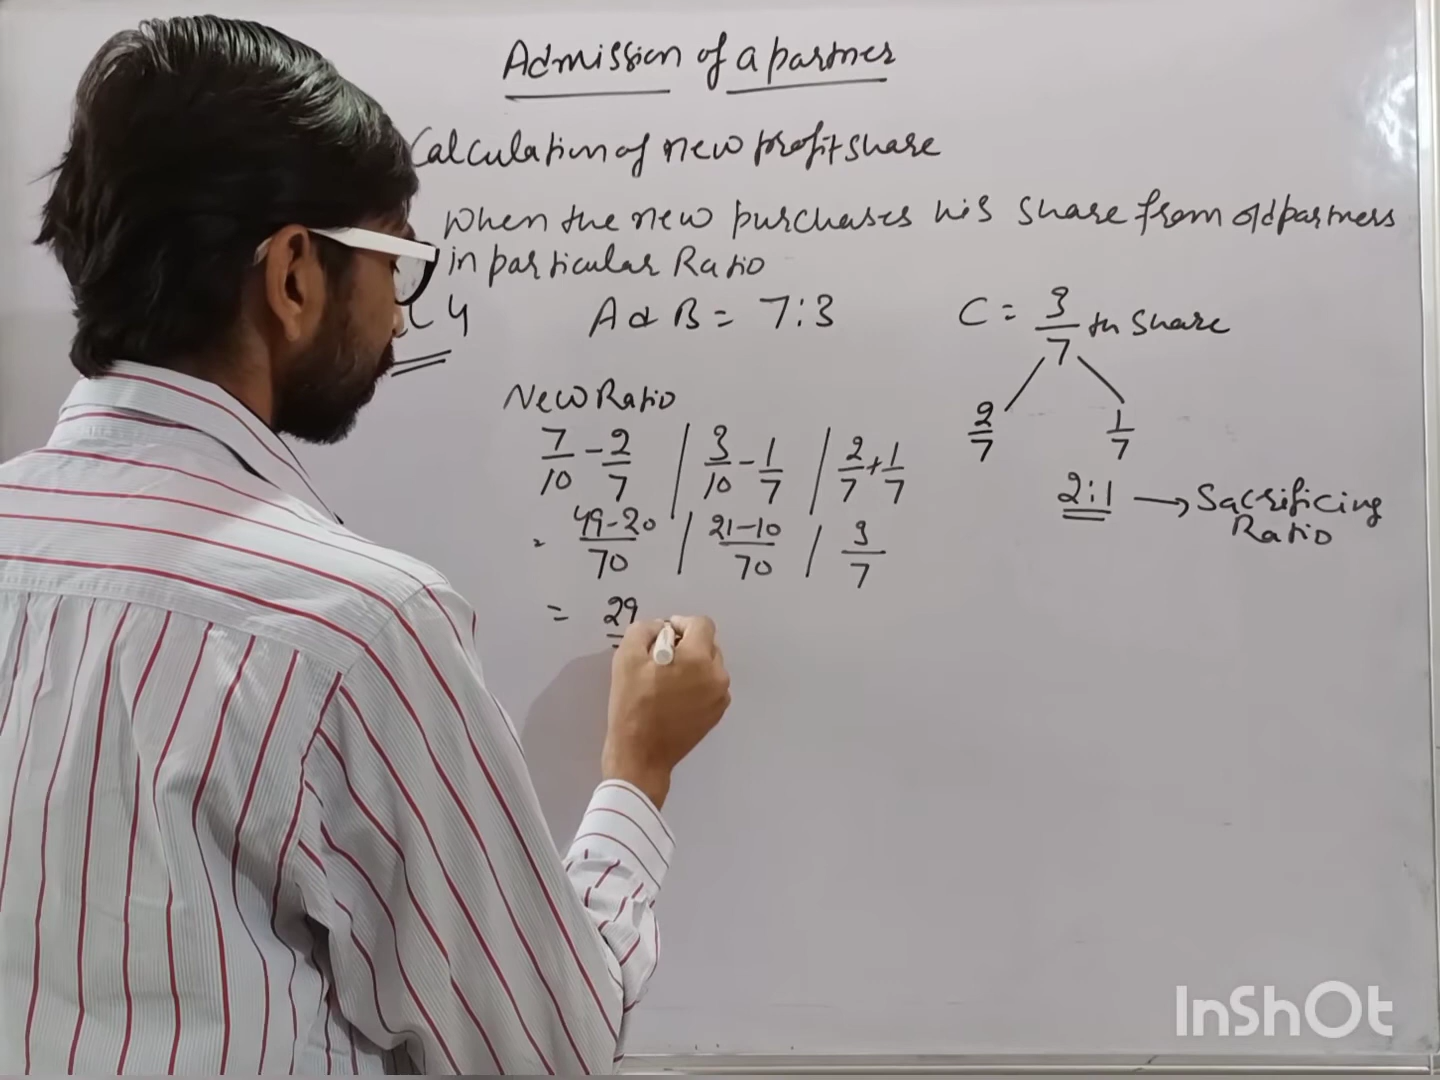 Admission of a partner
Calculation of new profit share
When the new purchases his share from old partners
in particular Ratio
4 A & B = 7:3 C = 3/7 th share
2/7 1/7
2:1 → Sacrificing Ratio
New Ratio
7/10 - 2/7 / 3/10 - 1/7 / 2/7 + 1/7
= 49-20/70 / 21-10/70 / 3/7
= 29
InShOt